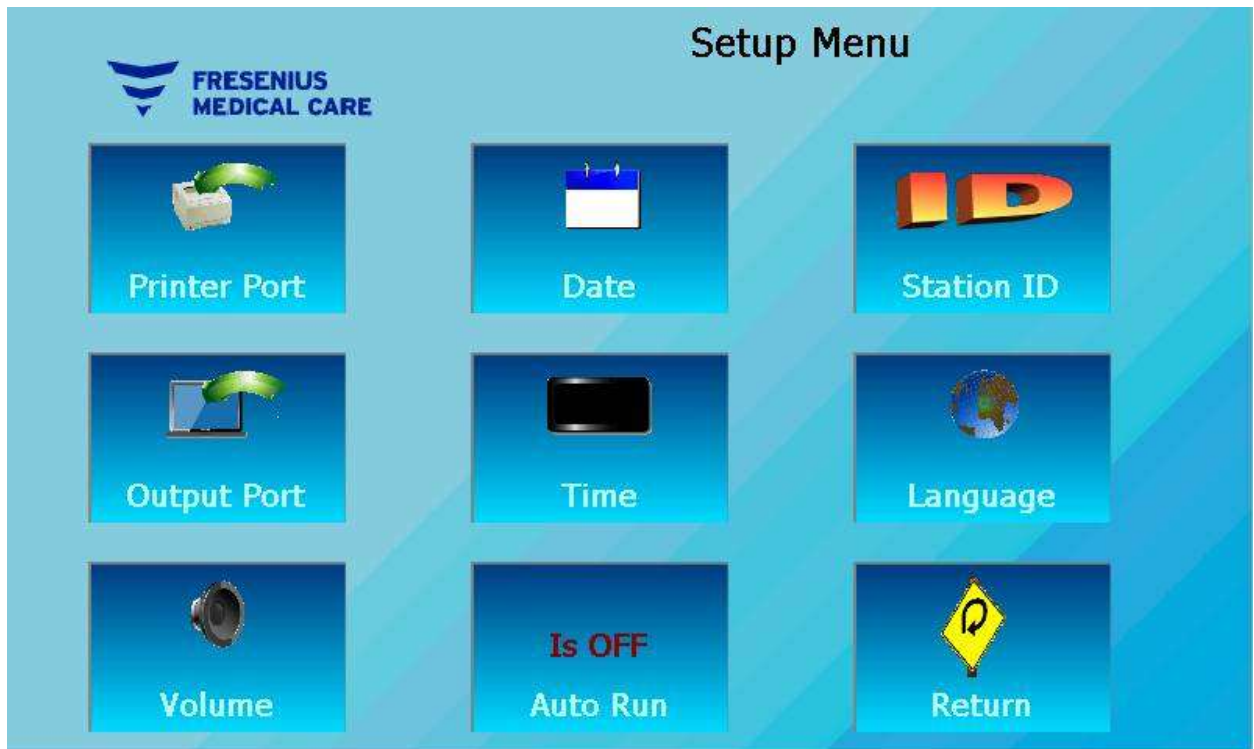 Setup Menu
FRESENIUS
MEDICAL CARE
Printer Port
Date
ID
Station ID
Output Port
Time
Language
Volume
Is OFF
Auto Run
Return